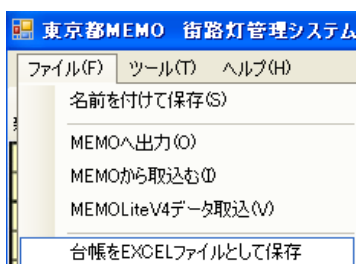 東京都MEMO 街路灯管理システム
ファイル(F) ツール(T) ヘルプ(H)
名前を付けて保存(S)
MEMOへ出力(O)
MEMOから取込む(I)
MEMOLiteV4データ取込(V)
台帳をEXCELファイルとして保存